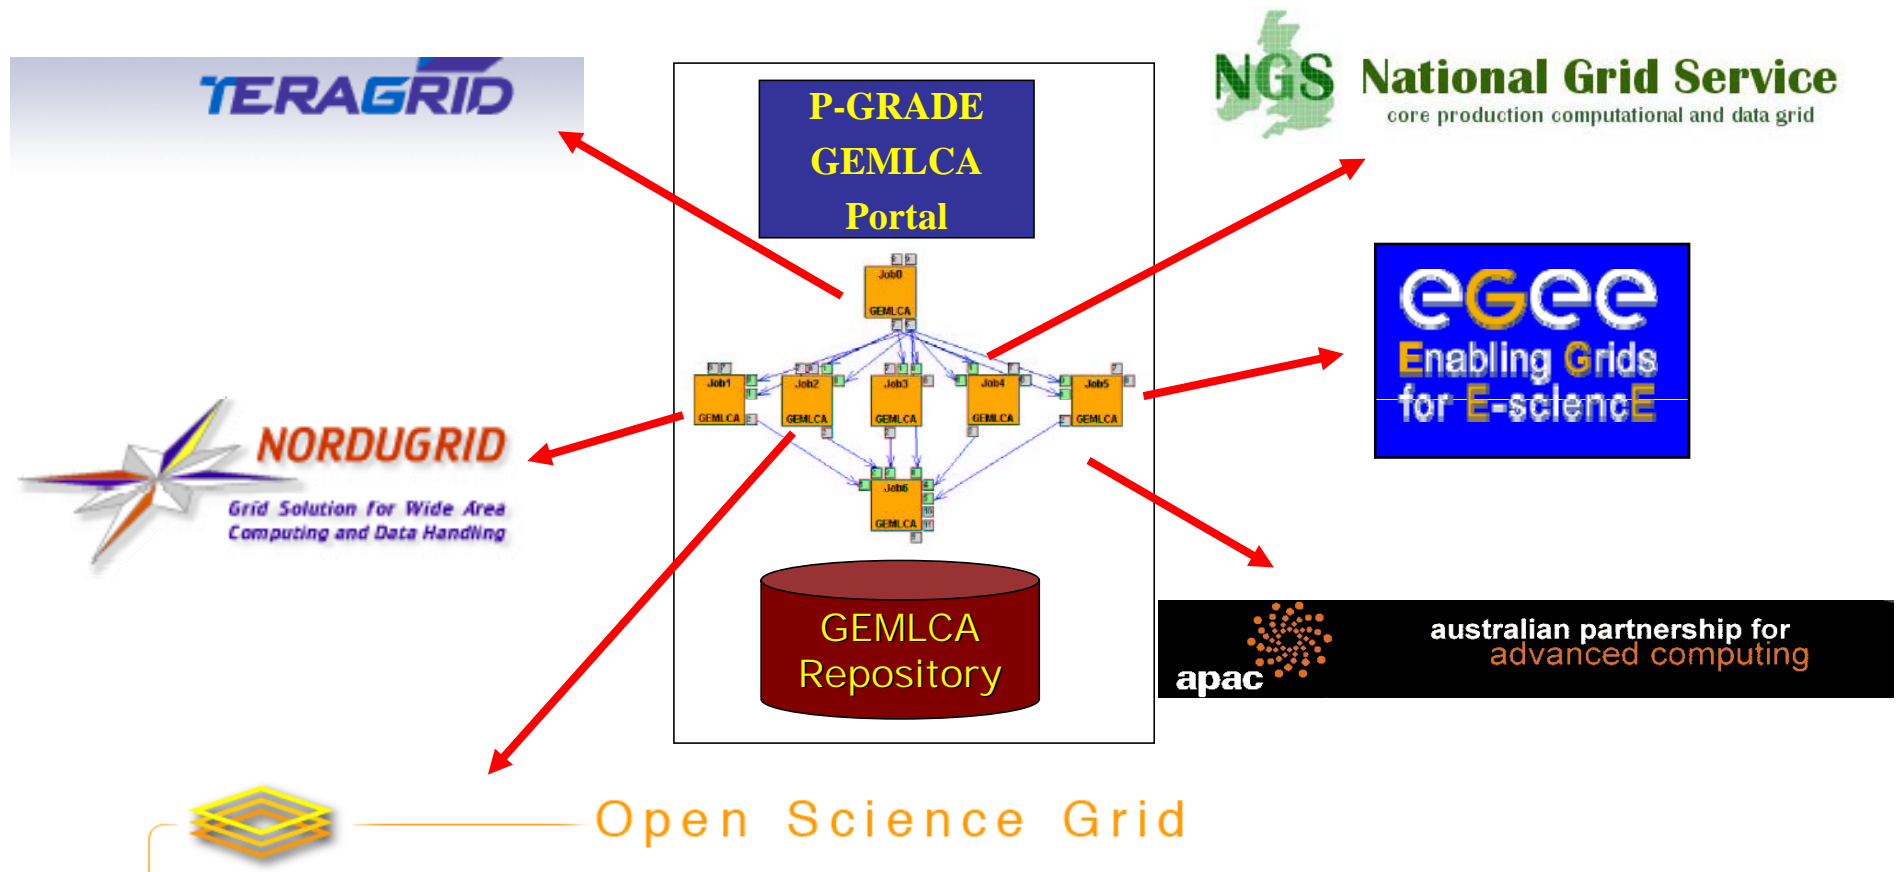 TERAGRID
P-GRADE
GEMLCA
Portal
NGS National Grid Service
core production computational and data grid
Job0
GEMLCA
eGee
Enabling Grids
for E-sciencE
Job1
GEMLCA
Job2
GEMLCA
Job3
GEMLCA
Job4
GEMLCA
Job5
GEMLCA
NORDUGRID
Grid Solution for Wide Area
Computing and Data Handling
Job6
GEMLCA
GEMLCA
Repository
apac
australian partnership for
advanced computing
Open Science Grid